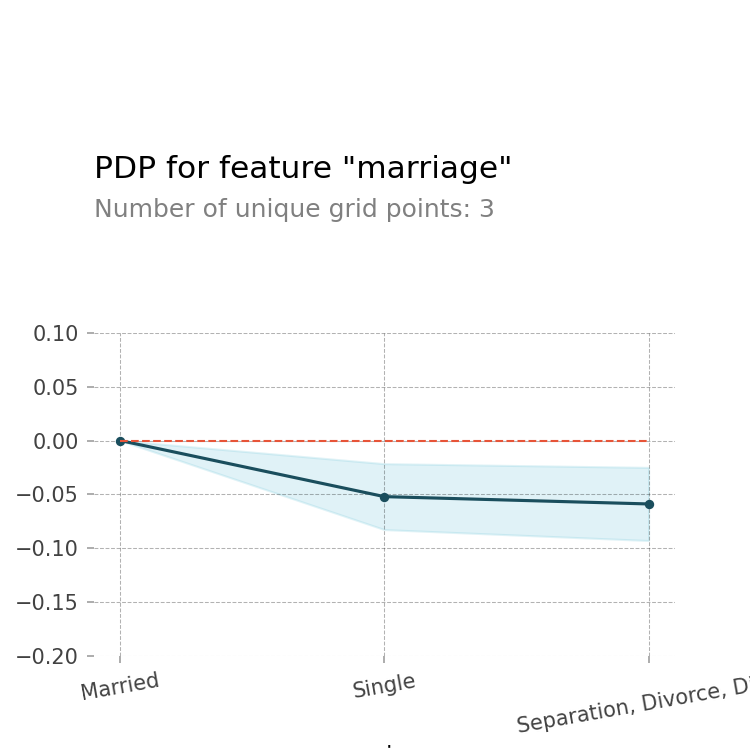 PDP for feature "marriage"
Number of unique grid points: 3
0.10
0.05
0.00
−0.05
−0.10
−0.15
−0.20
Married
Single
Separation, Divorce,